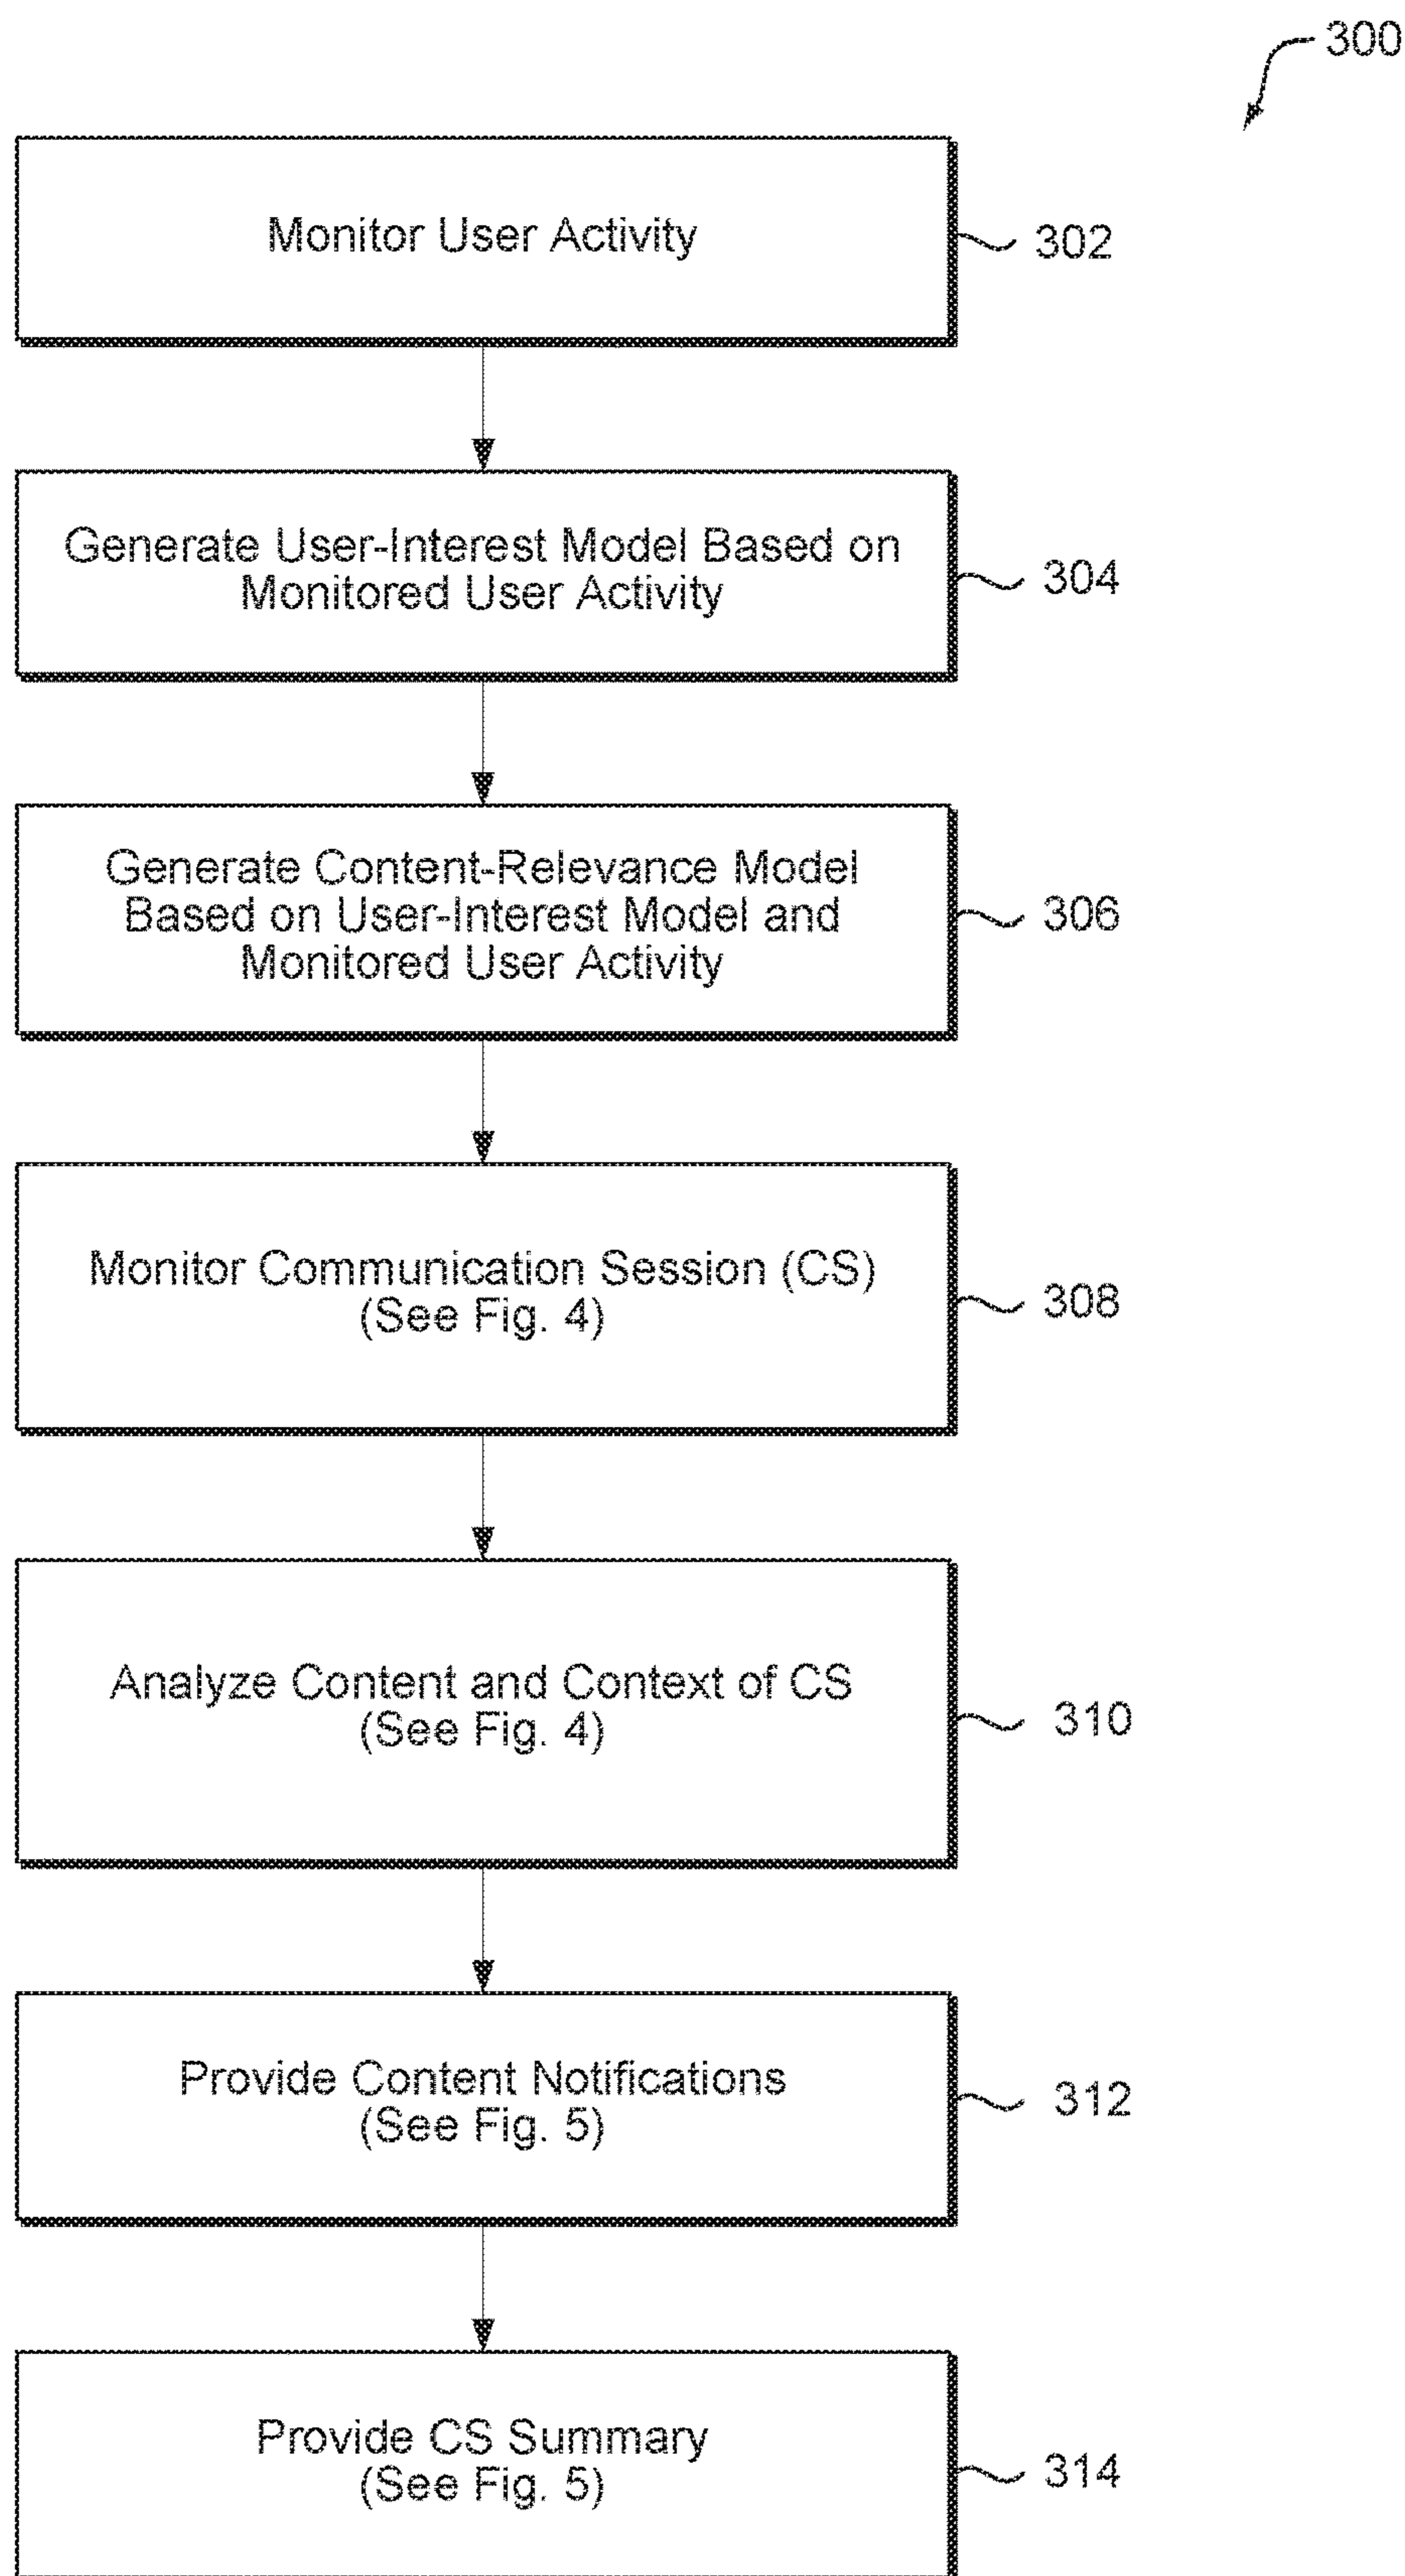 300
Monitor User Activity
302
Generate User-Interest Model Based on
Monitored User Activity
304
Generate Content-Relevance Model
Based on User-Interest Model and
Monitored User Activity
306
Monitor Communication Session (CS)
(See Fig. 4)
308
Analyze Content and Context of CS
(See Fig. 4)
310
Provide Content Notifications
(See Fig. 5)
312
Provide CS Summary
(See Fig. 5)
314